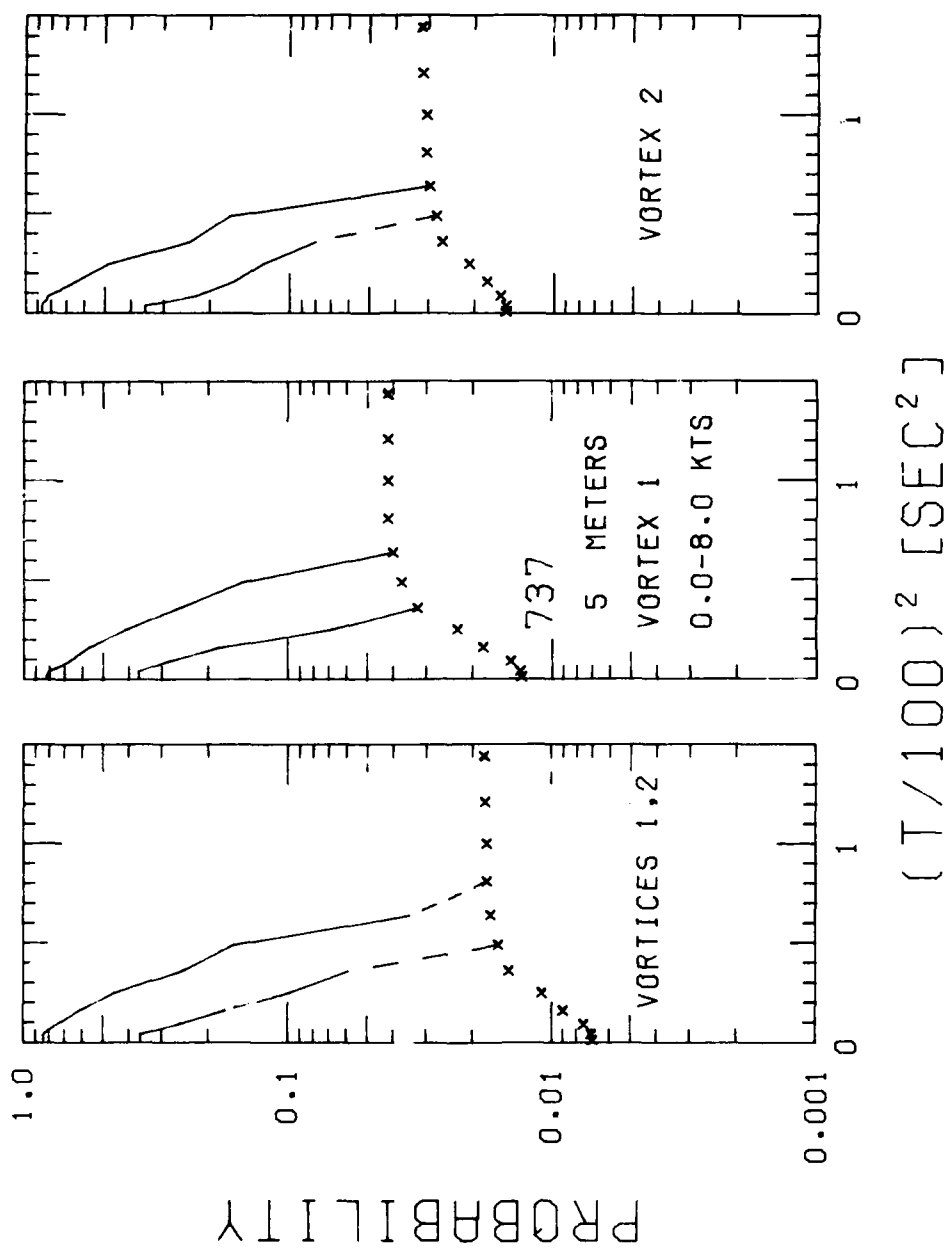 PROBABILITY
1.0
0.1
0.01
0.001
VORTICES 1,2
0
1
737
5 METERS
VORTEX 1
0.0-8.0 KTS
0
1
VORTEX 2
0
1
(T/100)² [SEC²]